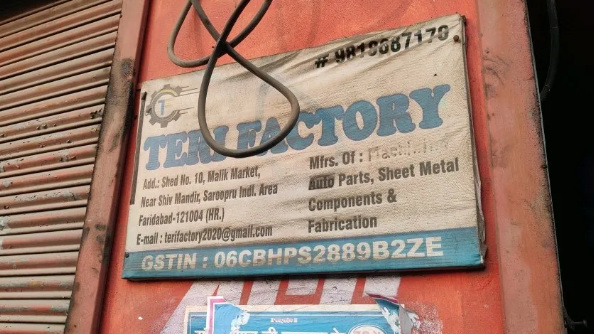 # 9819887170
TERI FACTORY
Add.: Shed No. 10, Malik Market,
Near Shiv Mandir, Saroopru Indl. Area
Faridabad-121004 (HR.)
E-mail : terifactory2020@gmail.com
Mfrs. Of :
Auto Parts, Sheet Metal
Components &
Fabrication
GSTIN : 06CBHPS2889B2ZE